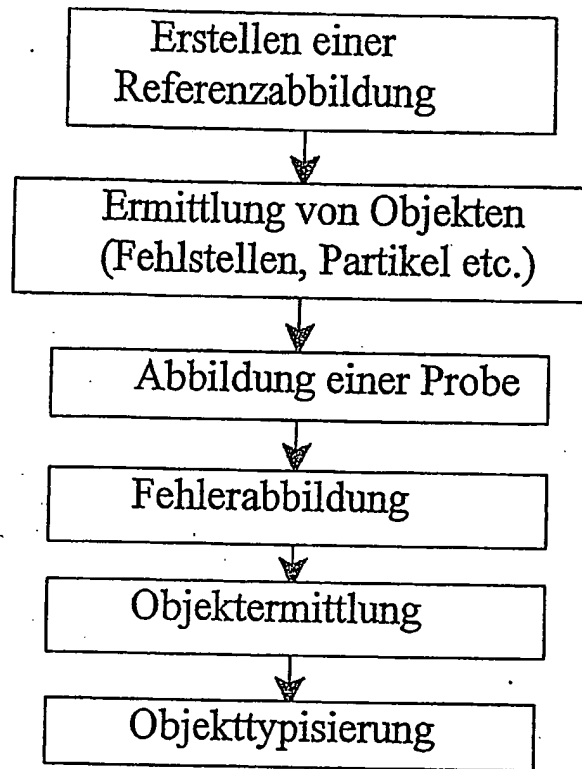 Erstellen einer
Referenzabbildung
Ermittlung von Objekten
(Fehlstellen, Partikel etc.)
Abbildung einer Probe
Fehlerabbildung
Objektermittlung
Objekttypisierung